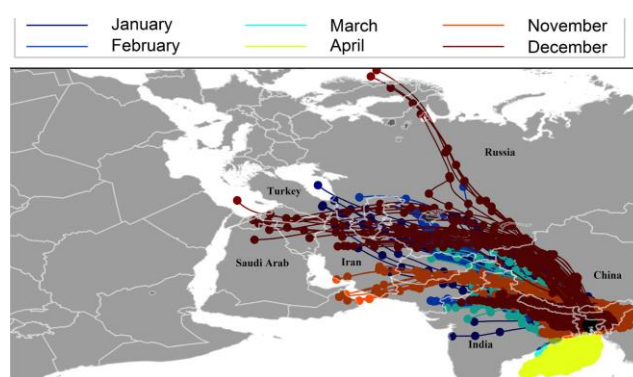 January March November
February April December
Russia
Turkey
Saudi Arab Iran
China
India